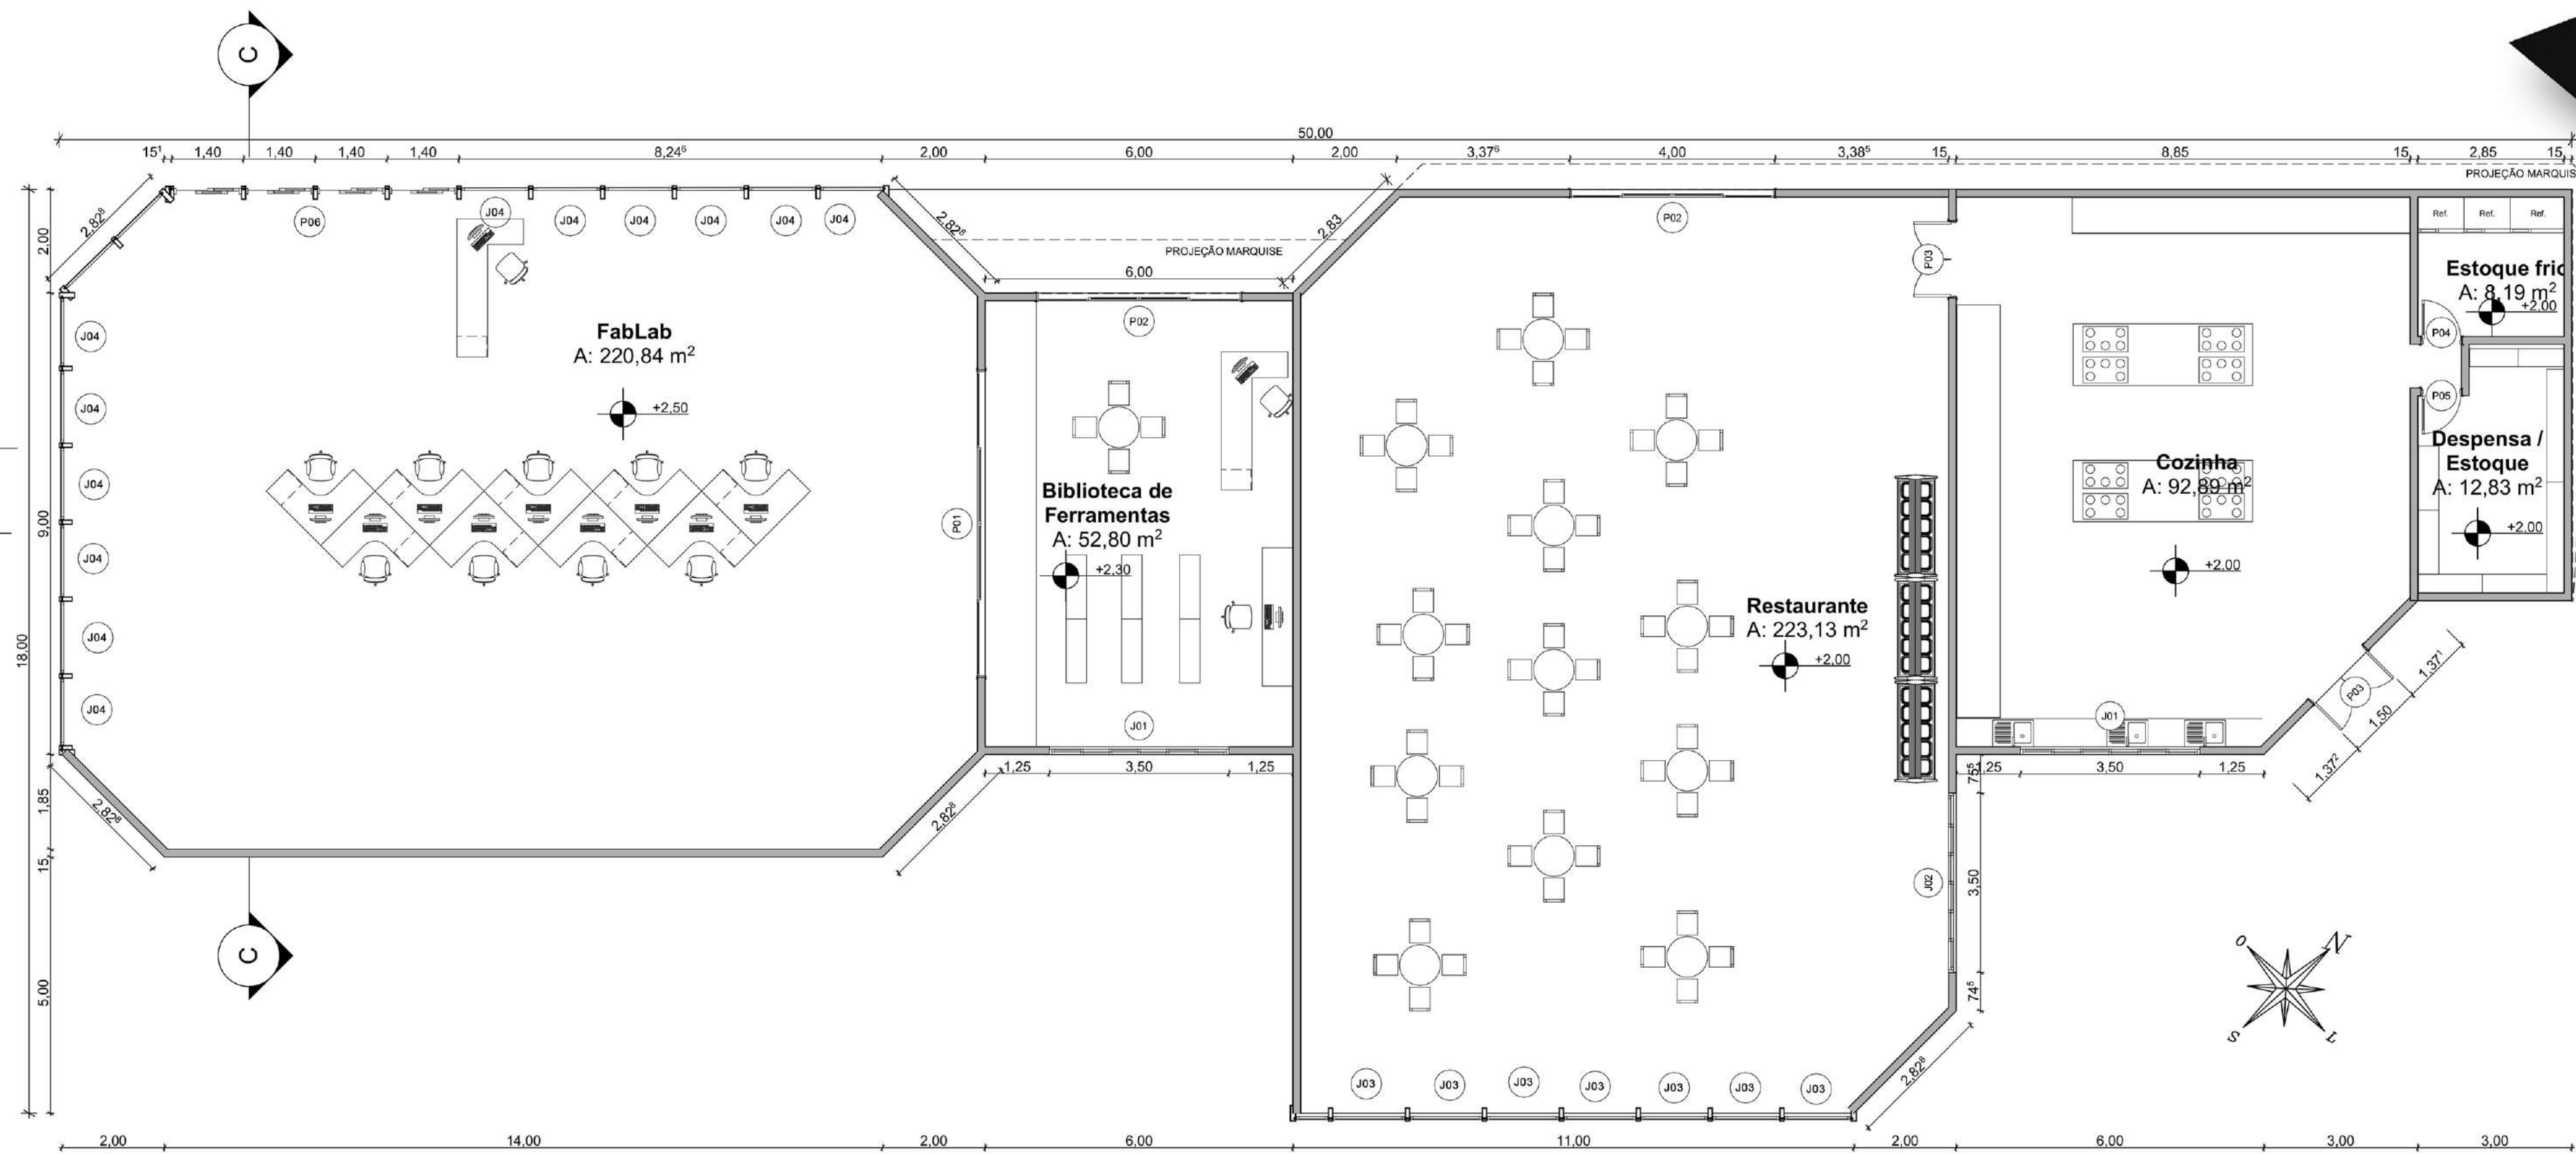 C
50,00
15¹ 1,40 1,40 1,40 1,40 8,24⁵ 2,00 6,00 2,00 3,37⁶ 4,00 3,38⁵ 15 8,85 15 2,85 15
PROJEÇÃO MARQUIS
2,82⁸
P06
J04 J04 J04 J04 J04 J04
2,82⁸
PROJEÇÃO MARQUISE
6,00
2,83
P02
P03
Ref. Ref. Ref.
2,00
Estoque fric
A: 8,19 m²
+2,00
J04
FabLab
A: 220,84 m²
+2,50
P02
P04
J04
P05
Despensa /
Estoque
A: 12,83 m²
+2,00
J04
9,00
P01
Biblioteca de
Ferramentas
A: 52,80 m²
+2,30
Cozinha
A: 92,89 m²
+2,00
J04
18,00
J04
Restaurante
A: 223,13 m²
+2,00
J04
J01
J01
P03
1,37¹
1,50
1,37²
1,25 3,50 1,25
75⁵
1,25 3,50 1,25
1,85
2,82⁸
2,82⁸
15
J02
3,50
C
5,00
74⁵
O N
S L
2,82⁸
J03 J03 J03 J03 J03 J03 J03
2,00 14,00 2,00 6,00 11,00 2,00 6,00 3,00 3,00